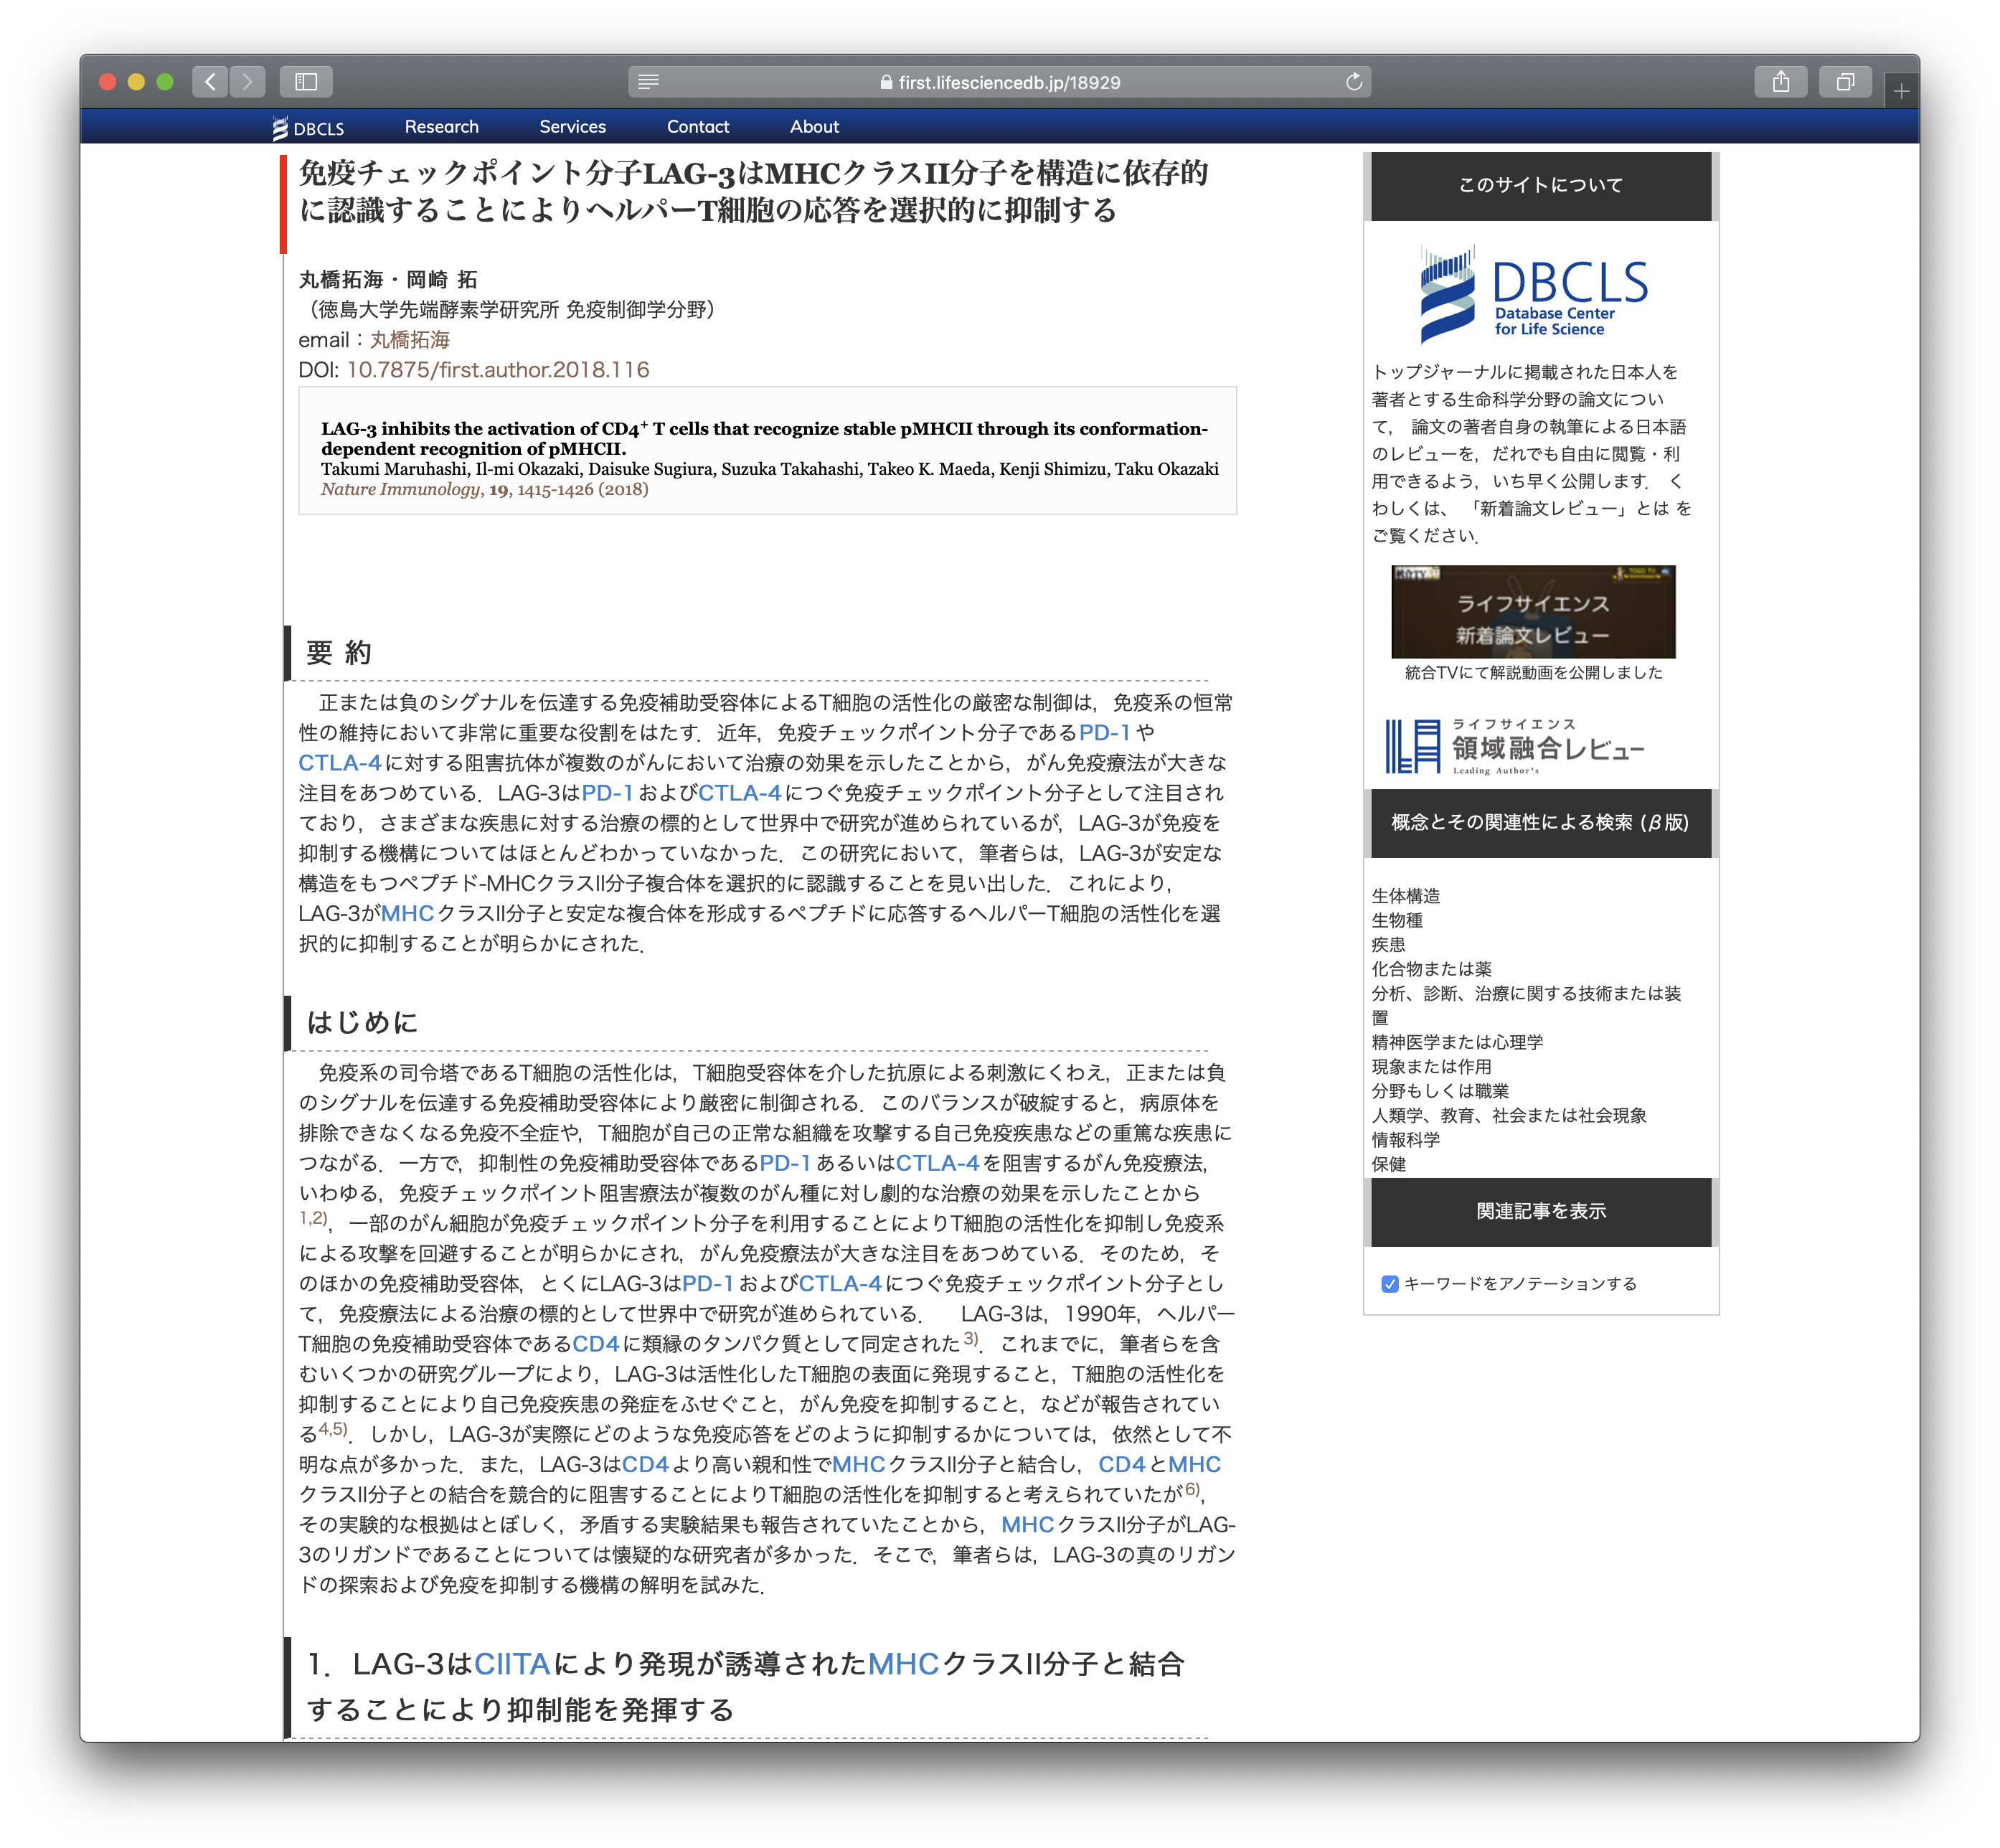 first.lifesciencedb.jp/18929
DBCLS
Research
Services
Contact
About
免疫チェックポイント分子LAG-3はMHCクラスII分子を構造に依存的
に認識することによりヘルパーT細胞の応答を選択的に抑制する
丸橋拓海・岡崎 拓
（徳島大学先端酵素学研究所 免疫制御学分野）
email：丸橋拓海
DOI: 10.7875/first.author.2018.116
LAG-3 inhibits the activation of CD4+ T cells that recognize stable pMHCII through its conformation-
dependent recognition of pMHCII.
Takumi Maruhashi, Il-mi Okazaki, Daisuke Sugiura, Suzuka Takahashi, Takeo K. Maeda, Kenji Shimizu, Taku Okazaki
Nature Immunology, 19, 1415-1426 (2018)
要 約
正または負のシグナルを伝達する免疫補助受容体によるT細胞の活性化の厳密な制御は，免疫系の恒常
性の維持において非常に重要な役割をはたす．近年，免疫チェックポイント分子であるPD-1や
CTLA-4に対する阻害抗体が複数のがんにおいて治療の効果を示したことから，がん免疫療法が大きな
注目をあつめている．LAG-3はPD-1およびCTLA-4につぐ免疫チェックポイント分子として注目され
ており，さまざまな疾患に対する治療の標的として世界中で研究が進められているが，LAG-3が免疫を
抑制する機構についてはほとんどわかっていなかった．この研究において，筆者らは，LAG-3が安定な
構造をもつペプチド-MHCクラスII分子複合体を選択的に認識することを見い出した．これにより，
LAG-3がMHCクラスII分子と安定な複合体を形成するペプチドに応答するヘルパーT細胞の活性化を選
択的に抑制することが明らかにされた．
はじめに
免疫系の司令塔であるT細胞の活性化は，T細胞受容体を介した抗原による刺激にくわえ，正または負
のシグナルを伝達する免疫補助受容体により厳密に制御される．このバランスが破綻すると，病原体を
排除できなくなる免疫不全症や，T細胞が自己の正常な組織を攻撃する自己免疫疾患などの重篤な疾患に
つながる．一方で，抑制性の免疫補助受容体であるPD-1あるいはCTLA-4を阻害するがん免疫療法，
いわゆる，免疫チェックポイント阻害療法が複数のがん種に対し劇的な治療の効果を示したことから
1,2)，一部のがん細胞が免疫チェックポイント分子を利用することによりT細胞の活性化を抑制し免疫系
による攻撃を回避することが明らかにされ，がん免疫療法が大きな注目をあつめている．そのため，そ
のほかの免疫補助受容体，とくにLAG-3はPD-1およびCTLA-4につぐ免疫チェックポイント分子とし
て，免疫療法による治療の標的として世界中で研究が進められている． LAG-3は，1990年，ヘルパー
T細胞の免疫補助受容体であるCD4に類縁のタンパク質として同定された3)．これまでに，筆者らを含
むいくつかの研究グループにより，LAG-3は活性化したT細胞の表面に発現すること，T細胞の活性化を
抑制することにより自己免疫疾患の発症をふせぐこと，がん免疫を抑制すること，などが報告されてい
る4,5)．しかし，LAG-3が実際にどのような免疫応答をどのように抑制するかについては，依然として不
明な点が多かった．また，LAG-3はCD4より高い親和性でMHCクラスII分子と結合し，CD4とMHC
クラスII分子との結合を競合的に阻害することによりT細胞の活性化を抑制すると考えられていたが6)，
その実験的な根拠はとぼしく，矛盾する実験結果も報告されていたことから，MHCクラスII分子がLAG-
3のリガンドであることについては懐疑的な研究者が多かった．そこで，筆者らは，LAG-3の真のリガン
ドの探索および免疫を抑制する機構の解明を試みた．
1．LAG-3はCIITAにより発現が誘導されたMHCクラスII分子と結合
することにより抑制能を発揮する
このサイトについて
DBCLS
Database Center
for Life Science
トップジャーナルに掲載された日本人を
著者とする生命科学分野の論文につい
て， 論文の著者自身の執筆による日本語
のレビューを，だれでも自由に閲覧・利
用できるよう，いち早く公開します． く
わしくは、 「新着論文レビュー」とは を
ご覧ください．
統合TV
TOGO TV
ライフサイエンス
新着論文レビュー
統合TVにて解説動画を公開しました
ライフサイエンス
領域融合レビュー
Leading Author's
概念とその関連性による検索 (β版)
生体構造
生物種
疾患
化合物または薬
分析、診断、治療に関する技術または装
置
精神医学または心理学
現象または作用
分野もしくは職業
人類学、教育、社会または社会現象
情報科学
保健
関連記事を表示
キーワードをアノテーションする